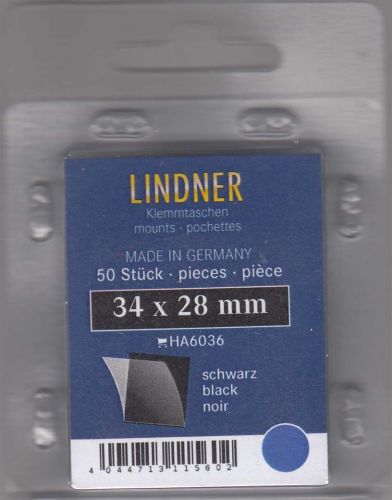 LINDNER
Klemmtaschen
mounts · pochettes
MADE IN GERMANY
50 Stück · pieces · pièce
34 x 28 mm
HA6036
schwarz
black
noir
4 044713 115602